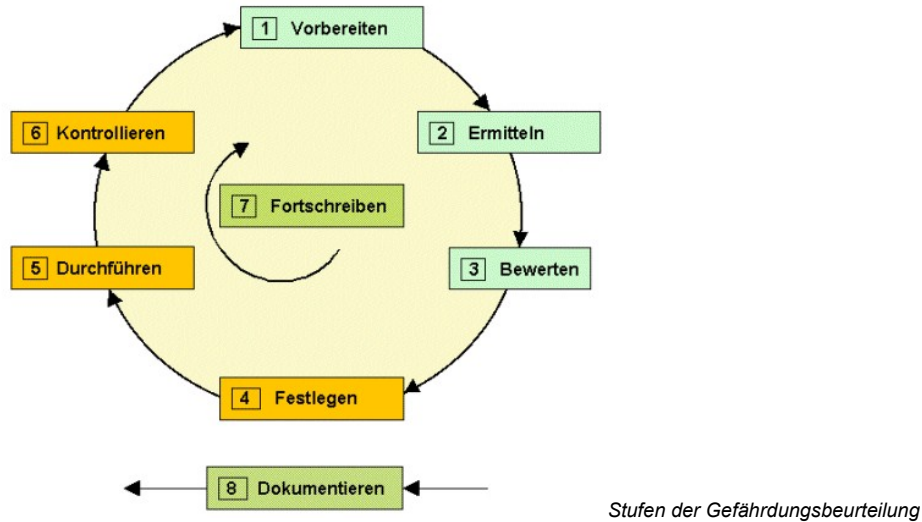 1 Vorbereiten
2 Ermitteln
3 Bewerten
4 Festlegen
5 Durchführen
6 Kontrollieren
7 Fortschreiben
8 Dokumentieren
Stufen der Gefährdungsbeurteilung